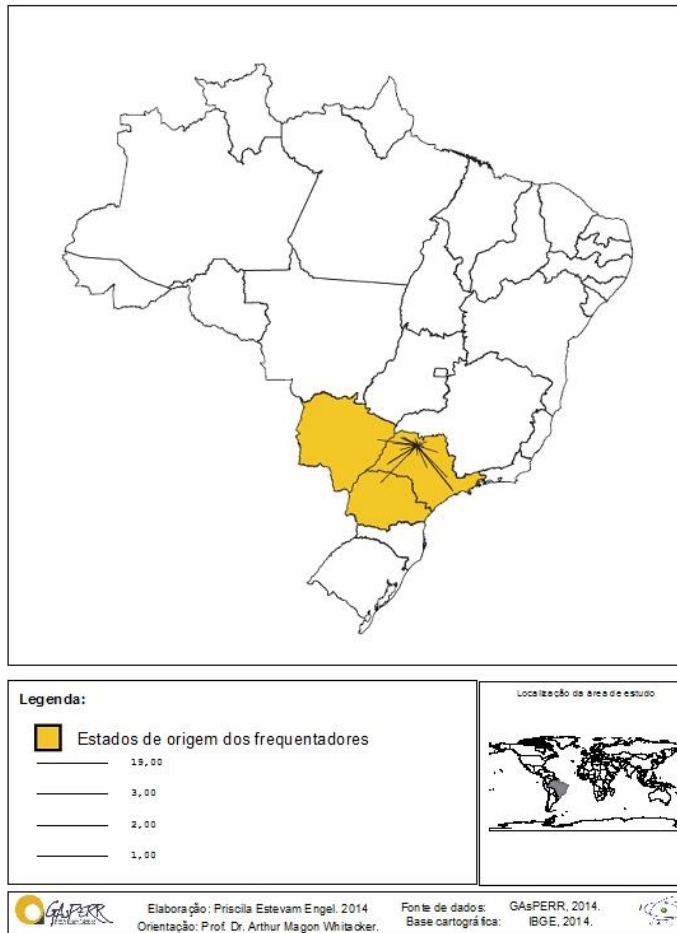 Legenda:
Estados de origem dos frequentadores
19,00
3,00
2,00
1,00
Localização da área de estudo
GAsPERR
Elaboração: Priscila Estevam Engel. 2014
Orientação: Prof. Dr. Arthur Magon Whitacker.
Fonte de dados: GAsPERR, 2014.
Base cartográfica: IBGE, 2014.